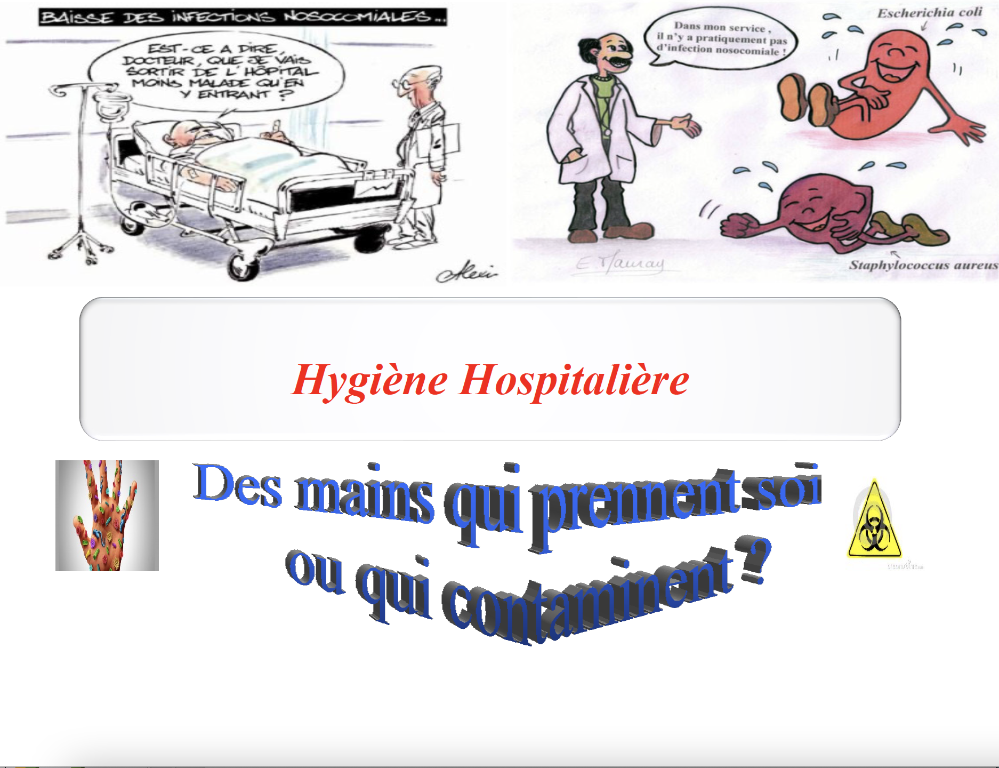 BAISSE DES INFECTIONS NOSOCOMIALES...
EST-CE A DIRE,
DOCTEUR, QUE JE VAIS
SORTIR DE L'HÔPITAL
MOINS MALADE QU'EN
Y ENTRANT ?
Alexis
Dans mon service ,
il n'y a pratiquement pas
d'infection nosocomiale !
Escherichia coli
Staphylococcus aureus
E Mauray
Hygiène Hospitalière
Des mains qui prennent soi
ou qui contaminent ?